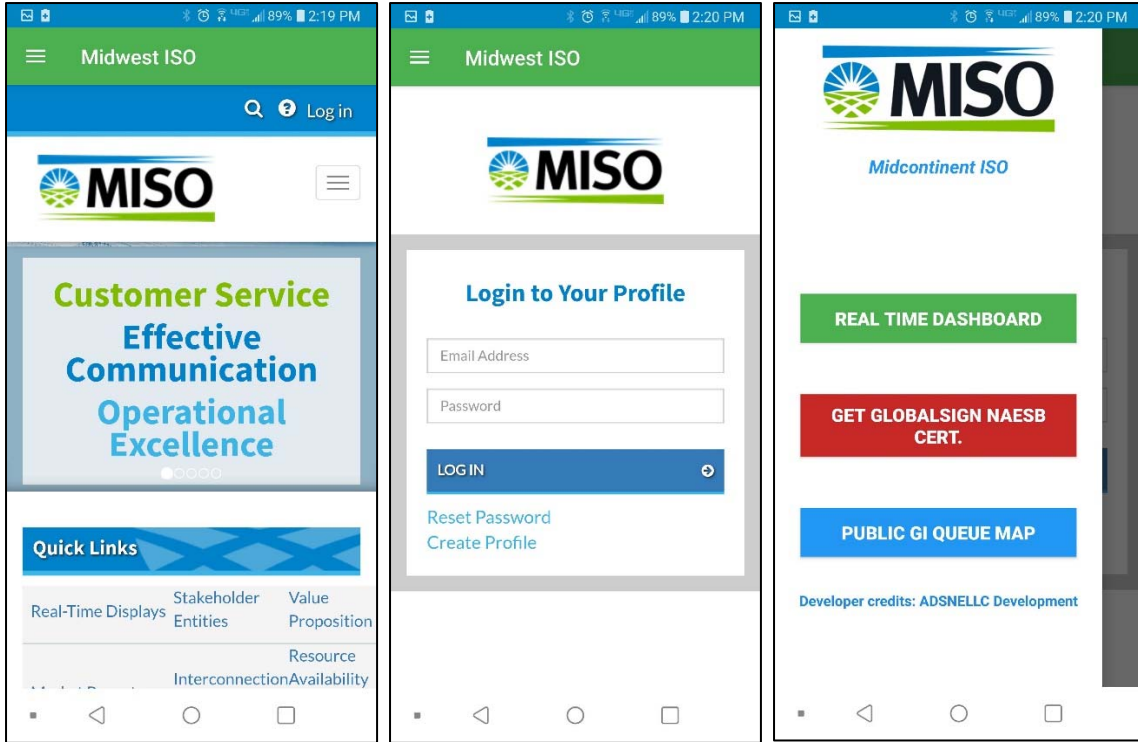 89% 2:19 PM
Midwest ISO
Log in
MISO
Customer Service
Effective
Communication
Operational
Excellence
Quick Links
Real-Time Displays
Stakeholder
Entities
Value
Proposition
Interconnection
Resource
Availability
89% 2:20 PM
Midwest ISO
MISO
Login to Your Profile
Email Address
Password
LOG IN
Reset Password
Create Profile
89% 2:20 PM
MISO
Midcontinent ISO
REAL TIME DASHBOARD
GET GLOBALSIGN NAESB
CERT.
PUBLIC GI QUEUE MAP
Developer credits: ADSNELLC Development